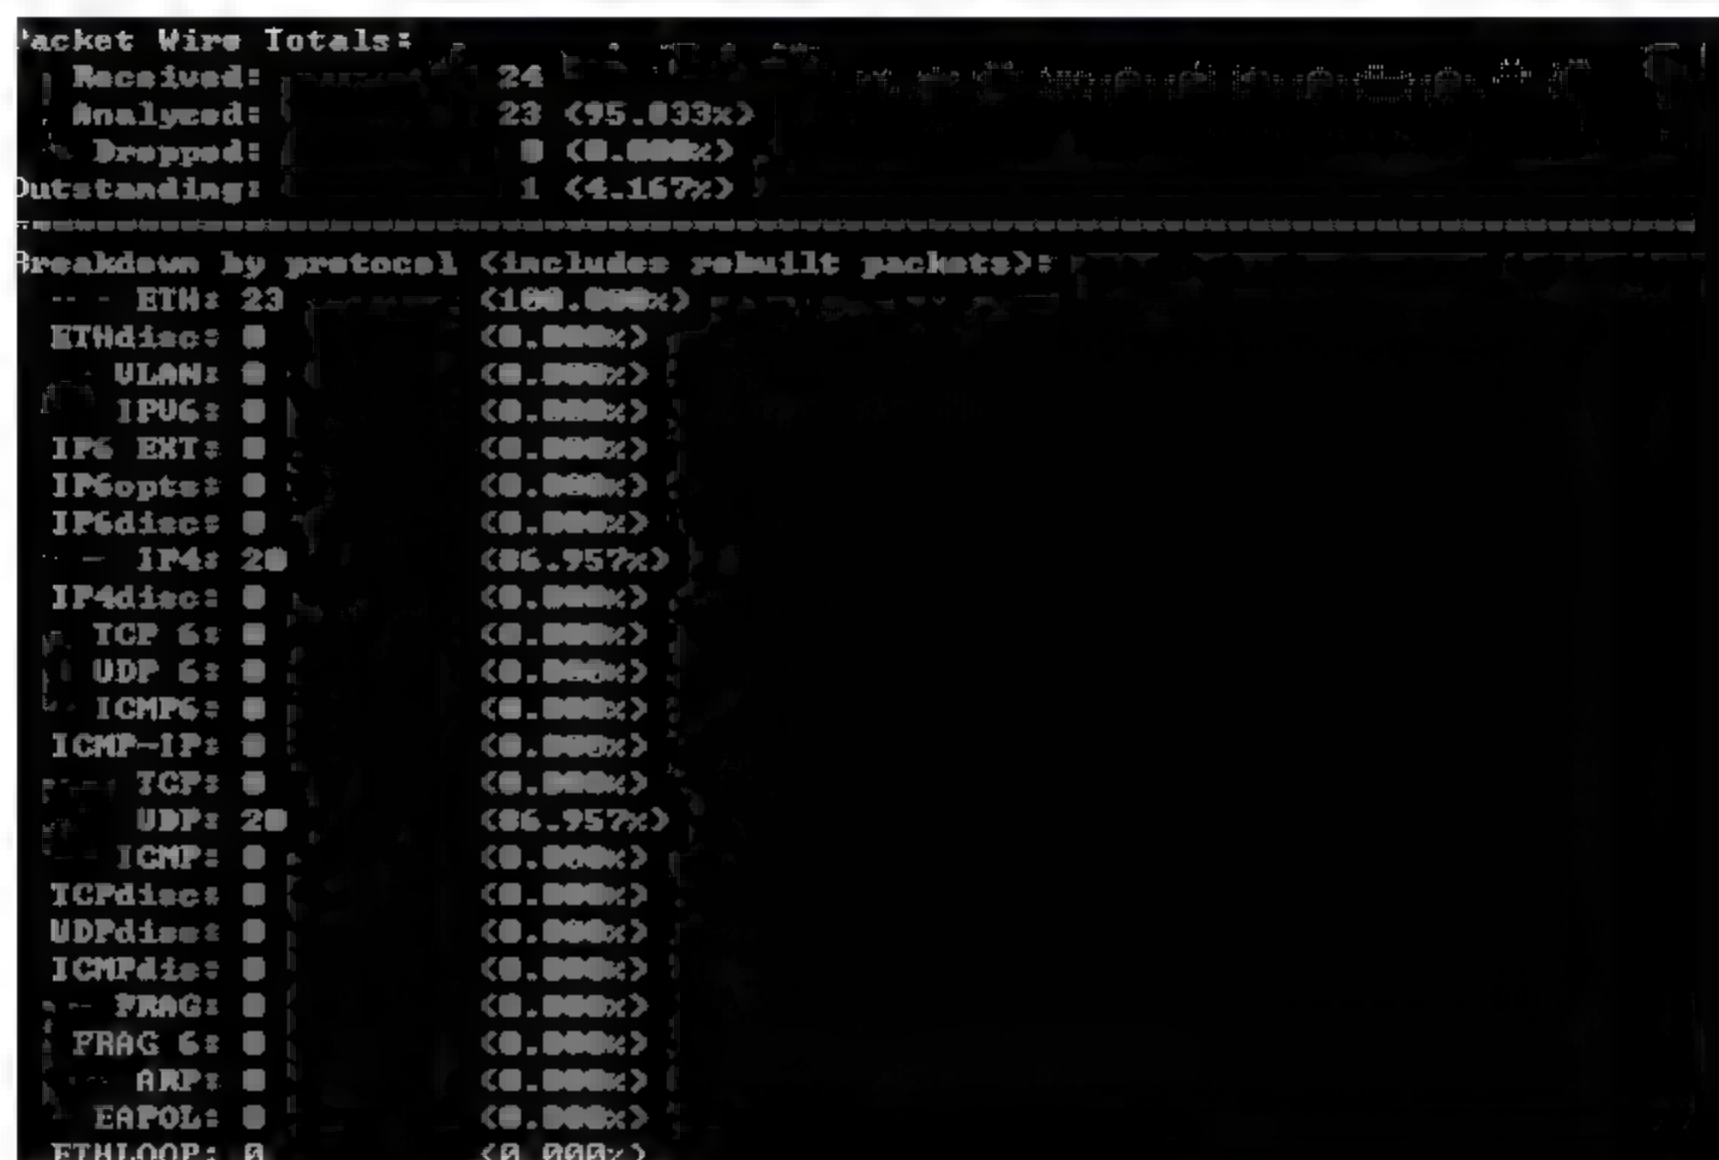 Packet Wire Totals:
Received: 24
Analyzed: 23 (95.833%)
Dropped: 0 (0.000%)
Outstanding: 1 (4.167%)
Breakdown by protocol (includes rebuilt packets):
ETH: 23 (100.000%)
ETHdisc: 0 (0.000%)
VLAN: 0 (0.000%)
IPV6: 0 (0.000%)
IP6 EXT: 0 (0.000%)
IP6opts: 0 (0.000%)
IP6disc: 0 (0.000%)
IP4: 20 (86.957%)
IP4disc: 0 (0.000%)
TCP 6: 0 (0.000%)
UDP 6: 0 (0.000%)
ICMP6: 0 (0.000%)
ICMP-IP: 0 (0.000%)
TCP: 0 (0.000%)
UDP: 20 (86.957%)
ICMP: 0 (0.000%)
TCPdisc: 0 (0.000%)
UDPdisc: 0 (0.000%)
ICMPdis: 0 (0.000%)
FRAG: 0 (0.000%)
FRAG 6: 0 (0.000%)
ARP: 0 (0.000%)
EAPOL: 0 (0.000%)
ETHLOOP: 0 (0.000%)